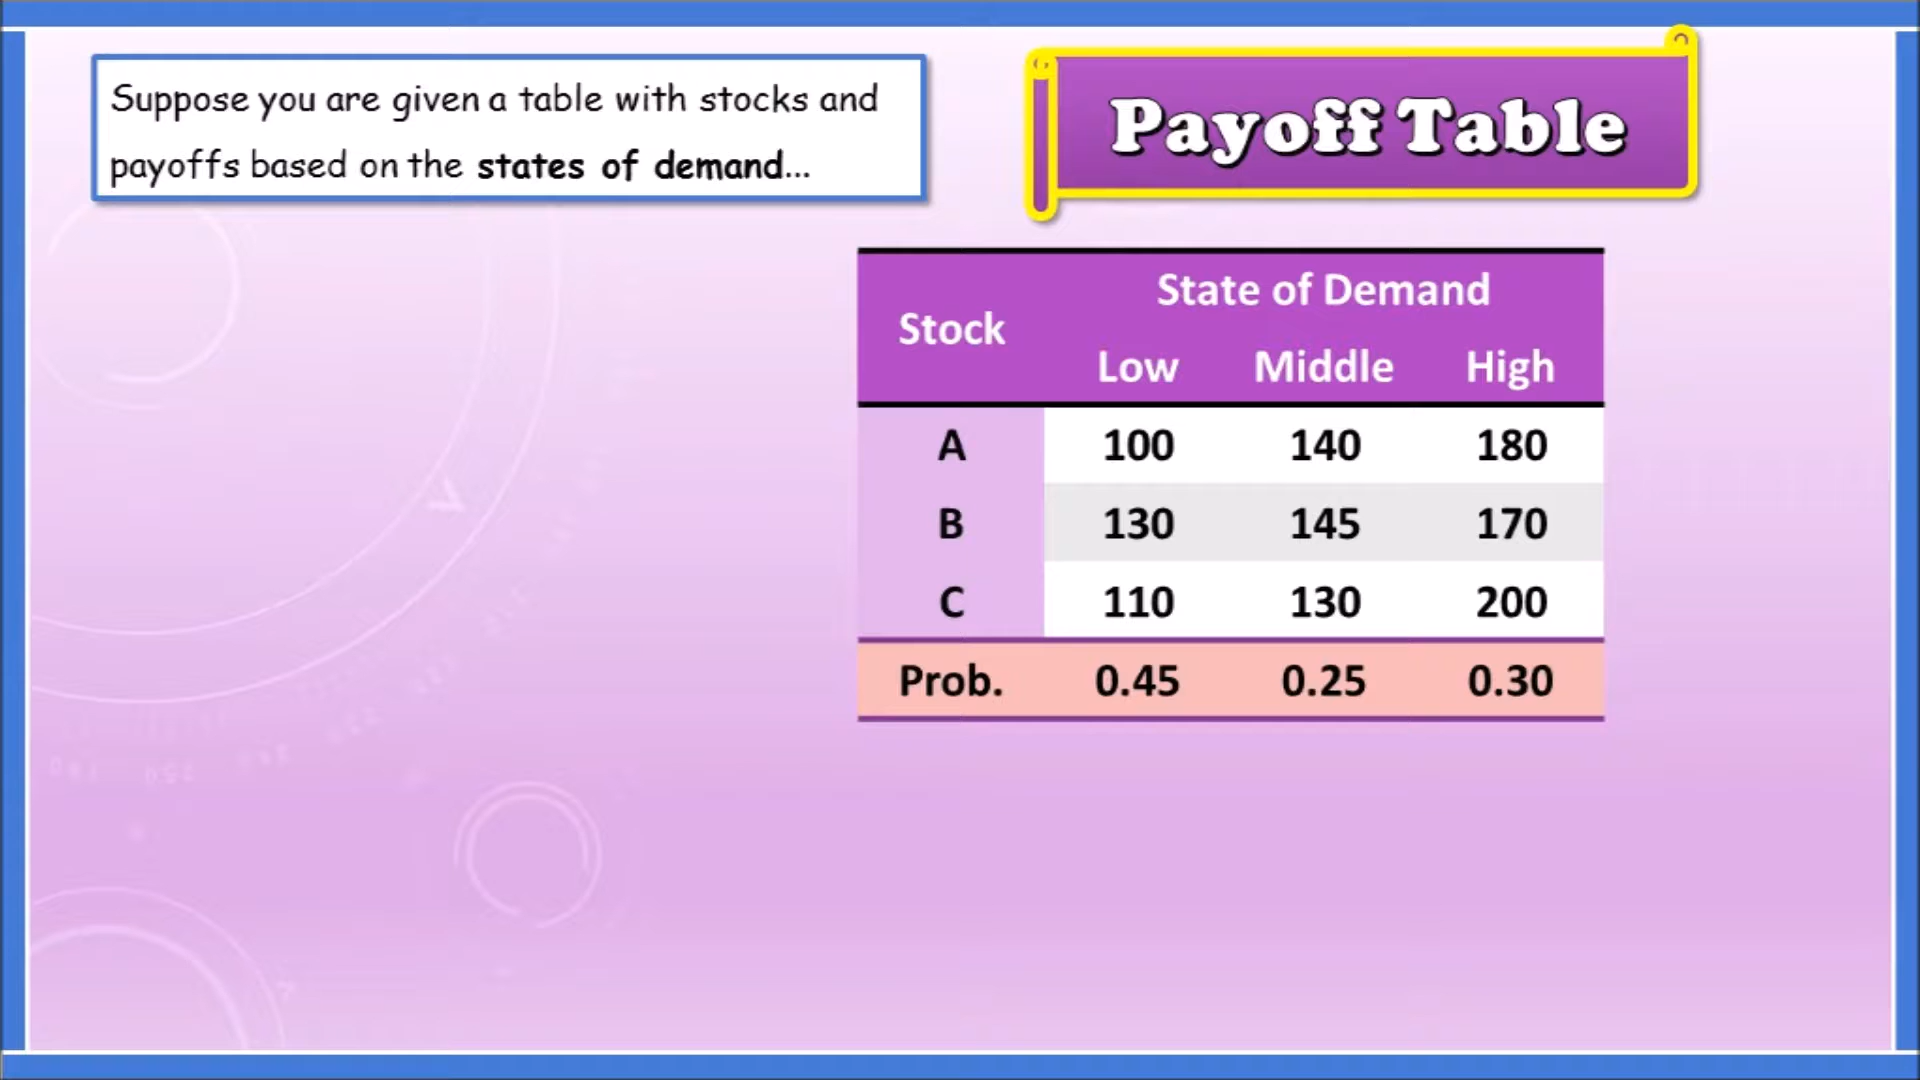 Suppose you are given a table with stocks and
payoffs based on the states of demand...
Payoff Table
Stock
State of Demand
Low Middle High
A 100 140 180
B 130 145 170
C 110 130 200
Prob. 0.45 0.25 0.30